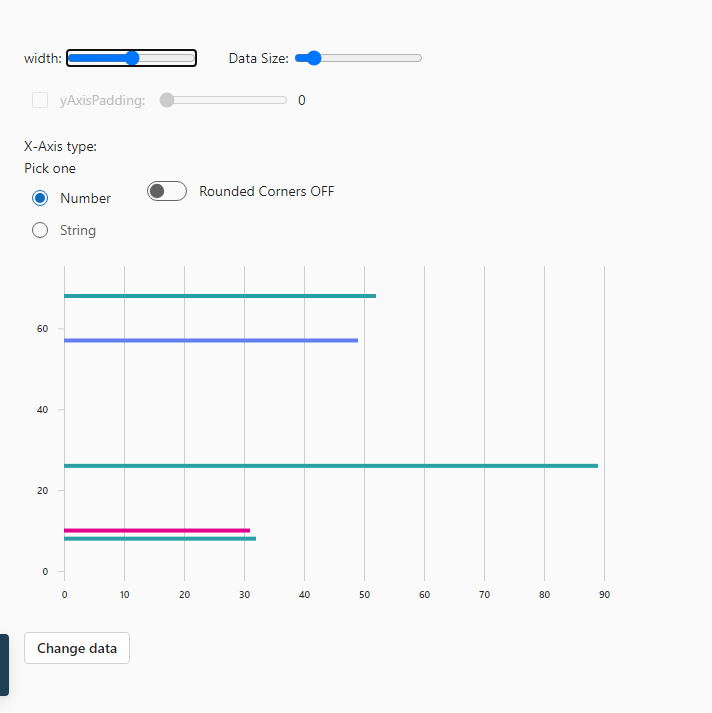 width: Data Size:
yAxisPadding: 0
X-Axis type:
Pick one
Number Rounded Corners OFF
String
60
40
20
0
0 10 20 30 40 50 60 70 80 90
Change data